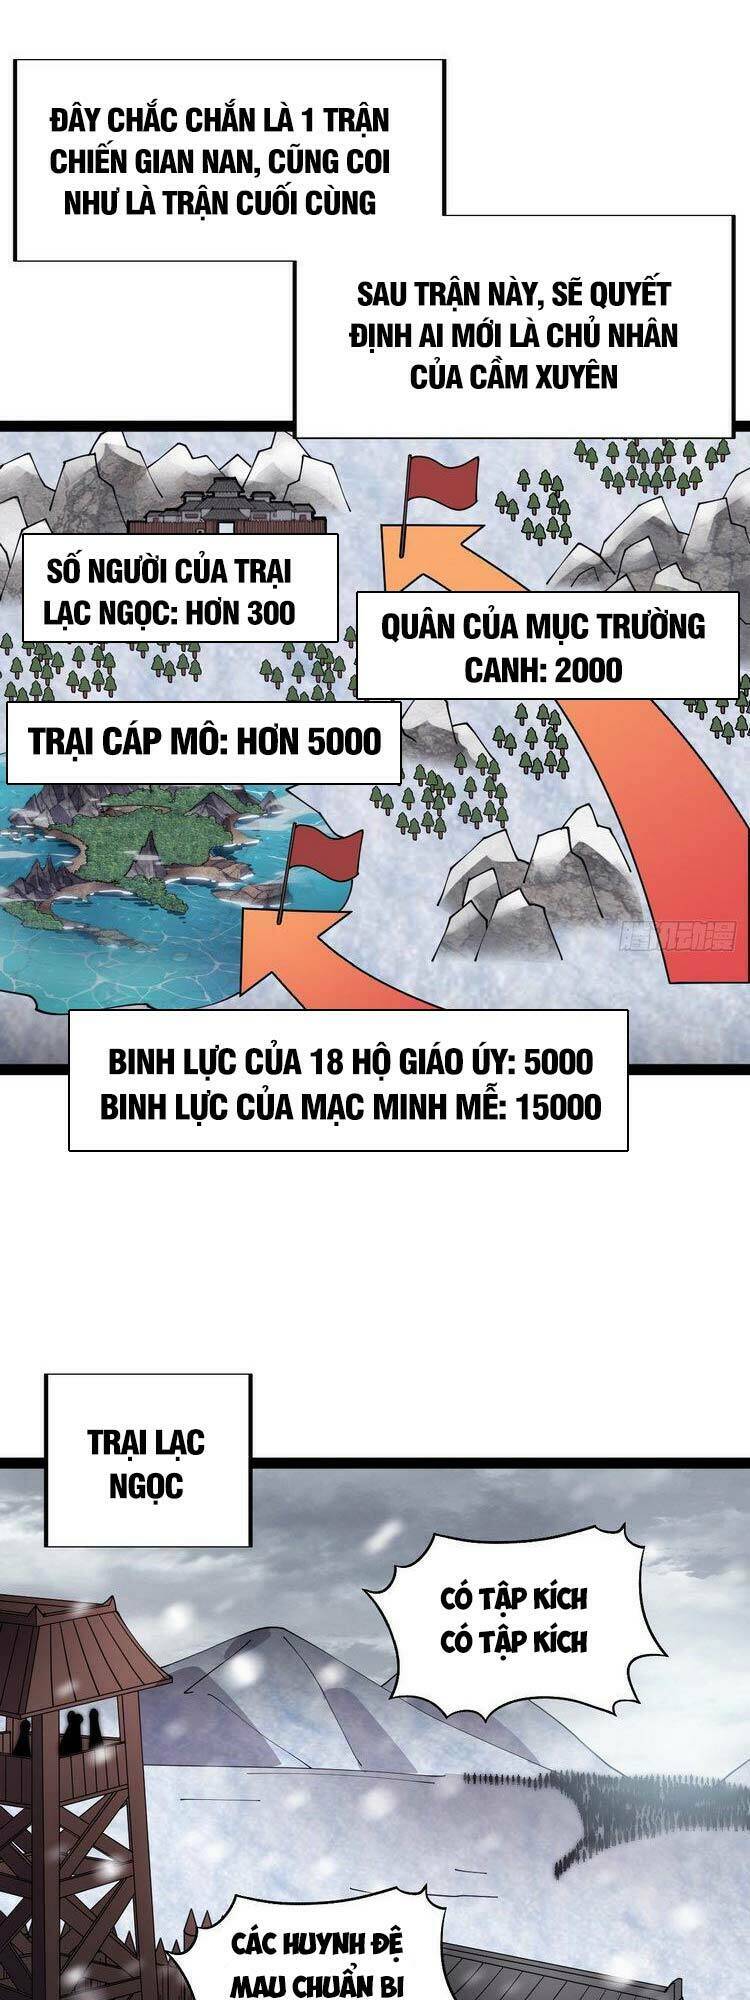 ĐÂY CHẮC CHẮN LÀ 1 TRẬN
CHIẾN GIAN NAN, CŨNG COI
NHƯ LÀ TRẬN CUỐI CÙNG
SAU TRẬN NÀY, SẼ QUYẾT
ĐỊNH AI MỚI LÀ CHỦ NHÂN
CỦA CẦM XUYÊN
SỐ NGƯỜI CỦA TRẠI
LẠC NGỌC: HƠN 300
QUÂN CỦA MỤC TRƯỜNG
CANH: 2000
TRẠI CÁP MÔ: HƠN 5000
腾讯动漫
BINH LỰC CỦA 18 HỘ GIÁO ÚY: 5000
BINH LỰC CỦA MẠC MINH MỄ: 15000
TRẠI LẠC
NGỌC
CÓ TẬP KÍCH
CÓ TẬP KÍCH
CÁC HUYNH ĐỆ
MAU CHUẨN BỊ